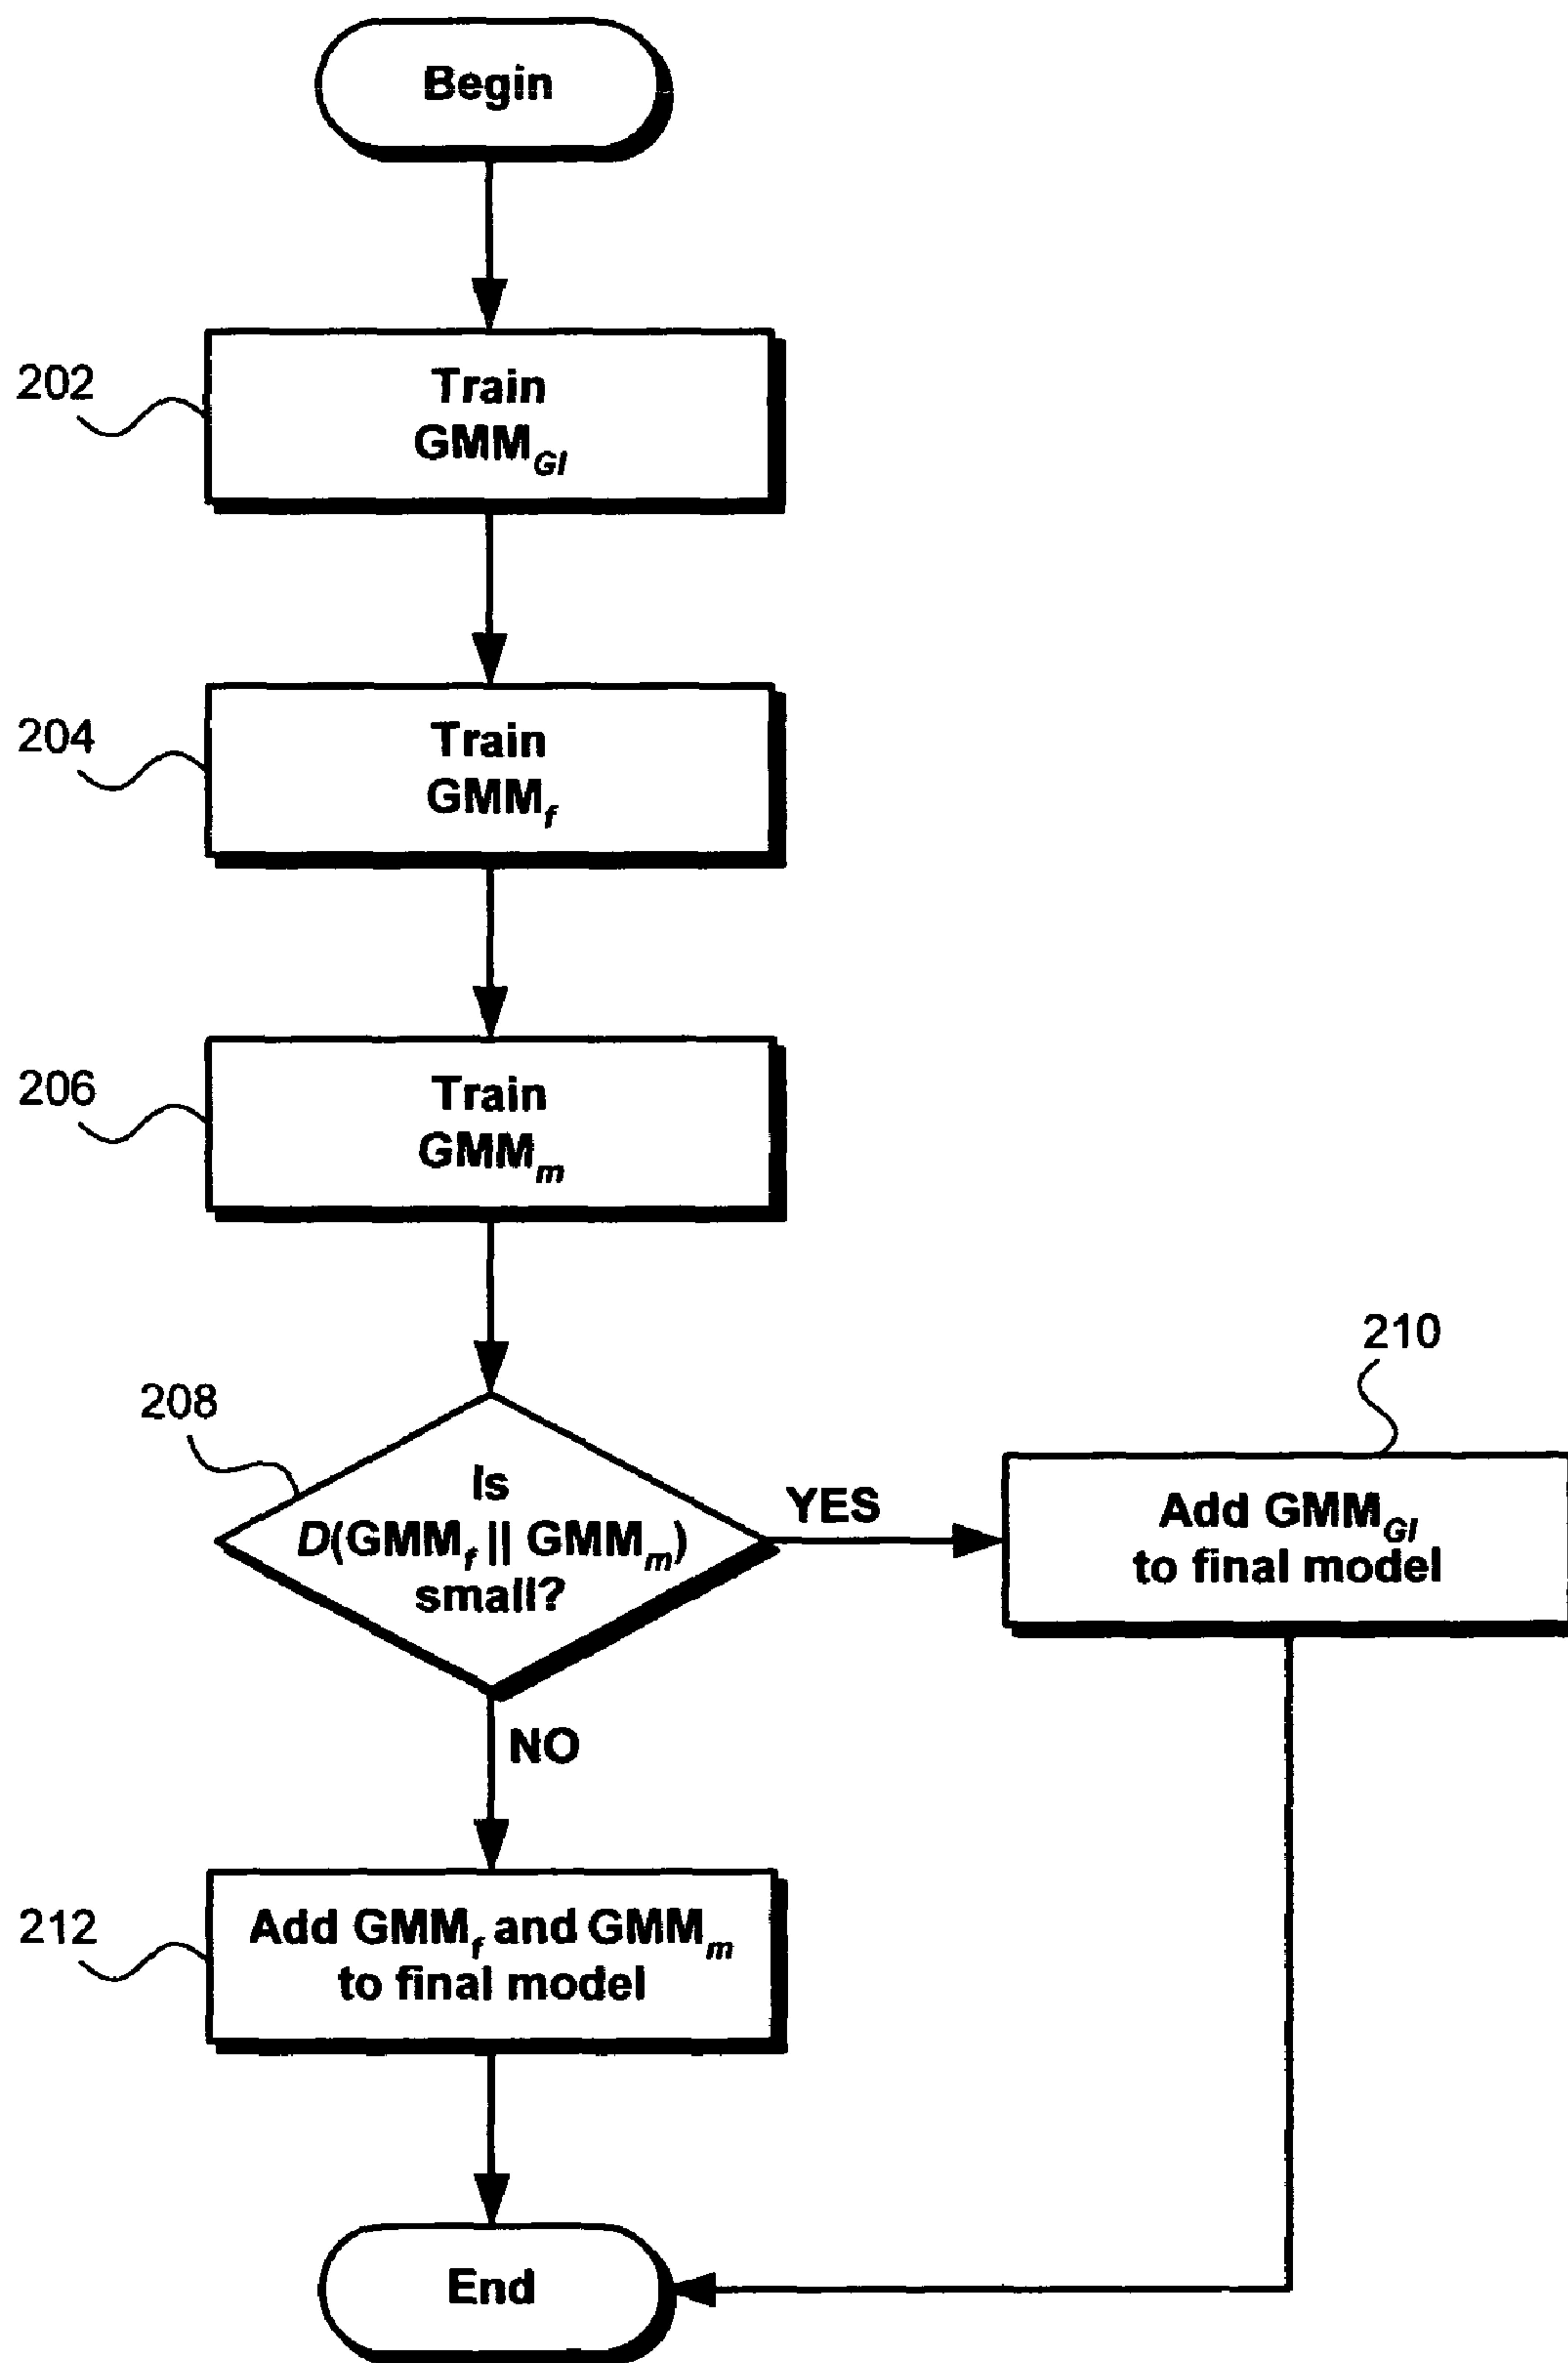 Begin
202
Train
GMM_GI
204
Train
GMM_f
206
Train
GMM_m
208
Is
D(GMM_f || GMM_m)
small?
YES
210
Add GMM_GI
to final model
NO
212
Add GMM_f and GMM_m
to final model
End